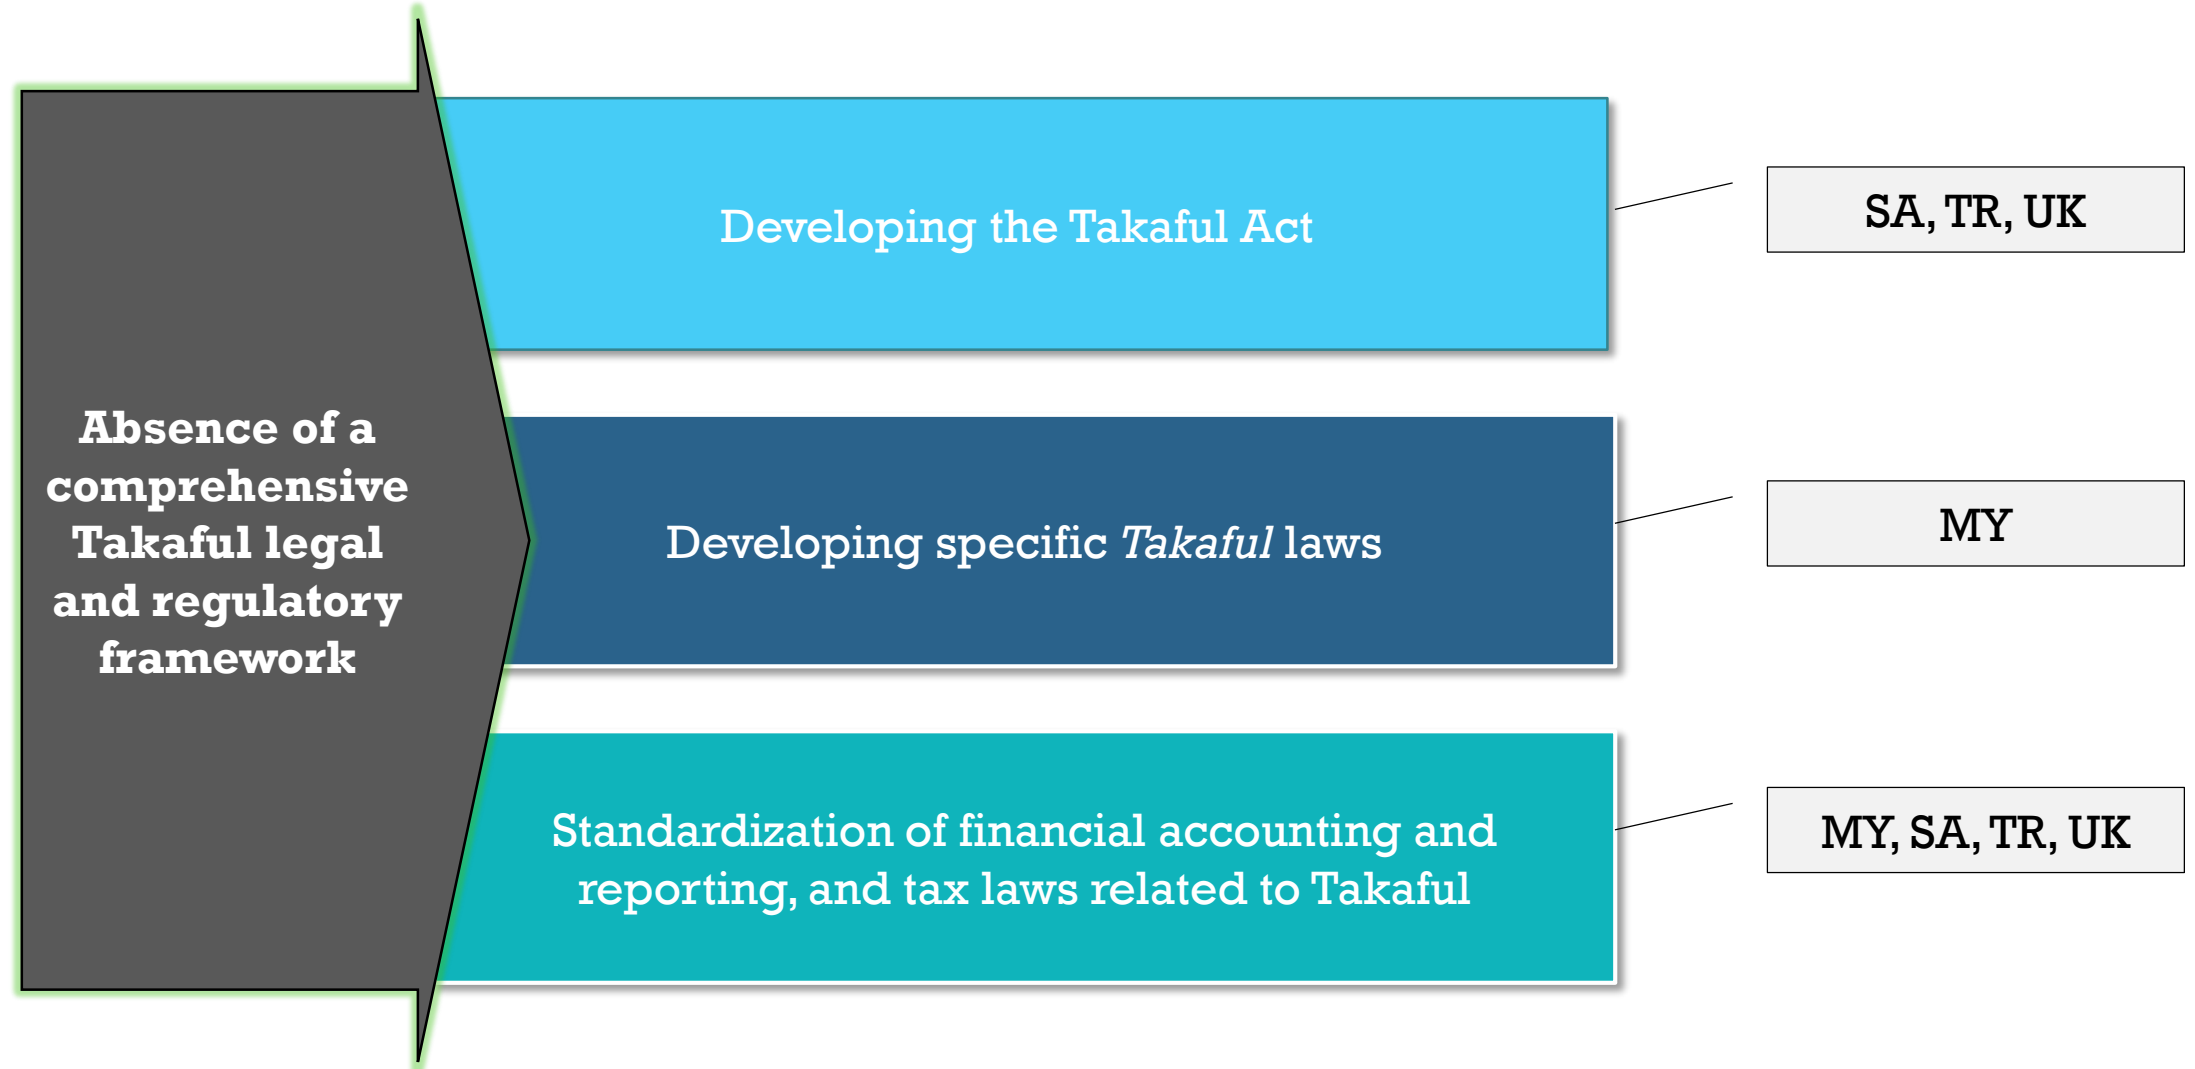 Absence of a
comprehensive
Takaful legal
and regulatory
framework
Developing the Takaful Act
SA, TR, UK
Developing specific Takaful laws
MY
Standardization of financial accounting and
reporting, and tax laws related to Takaful
MY, SA, TR, UK